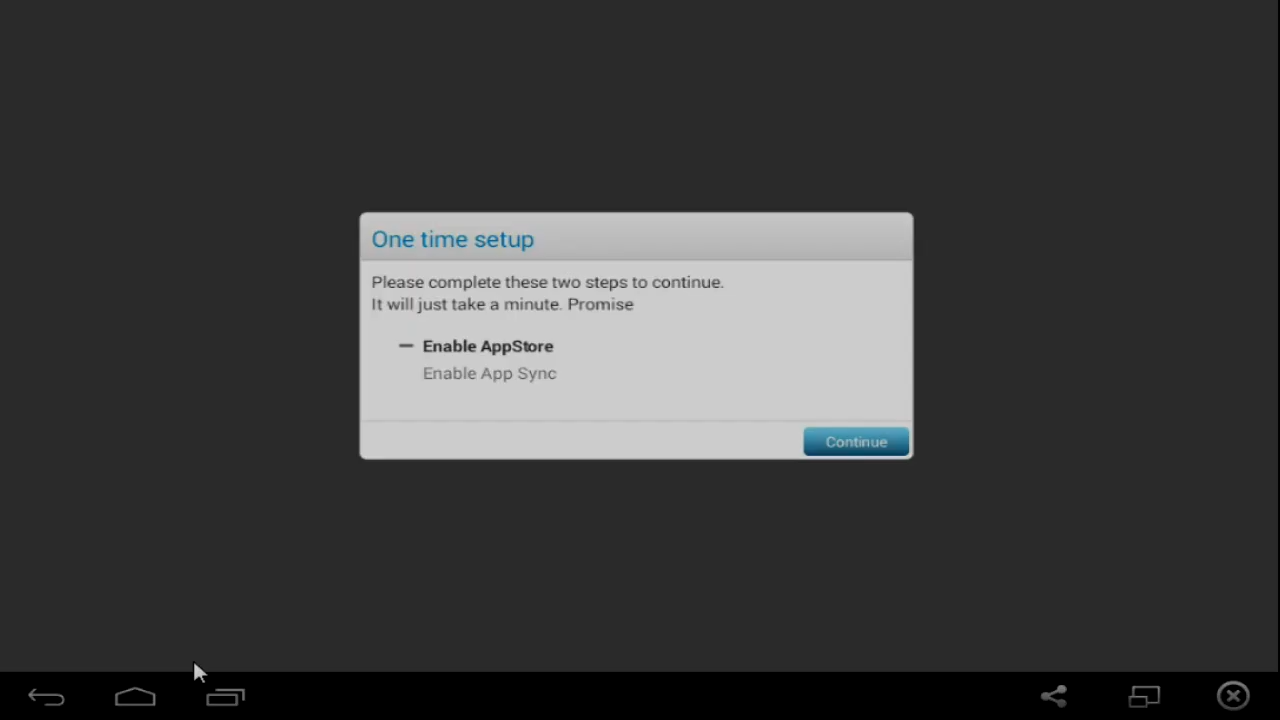 One time setup
Please complete these two steps to continue.
It will just take a minute. Promise
Enable AppStore
Enable App Sync
Continue